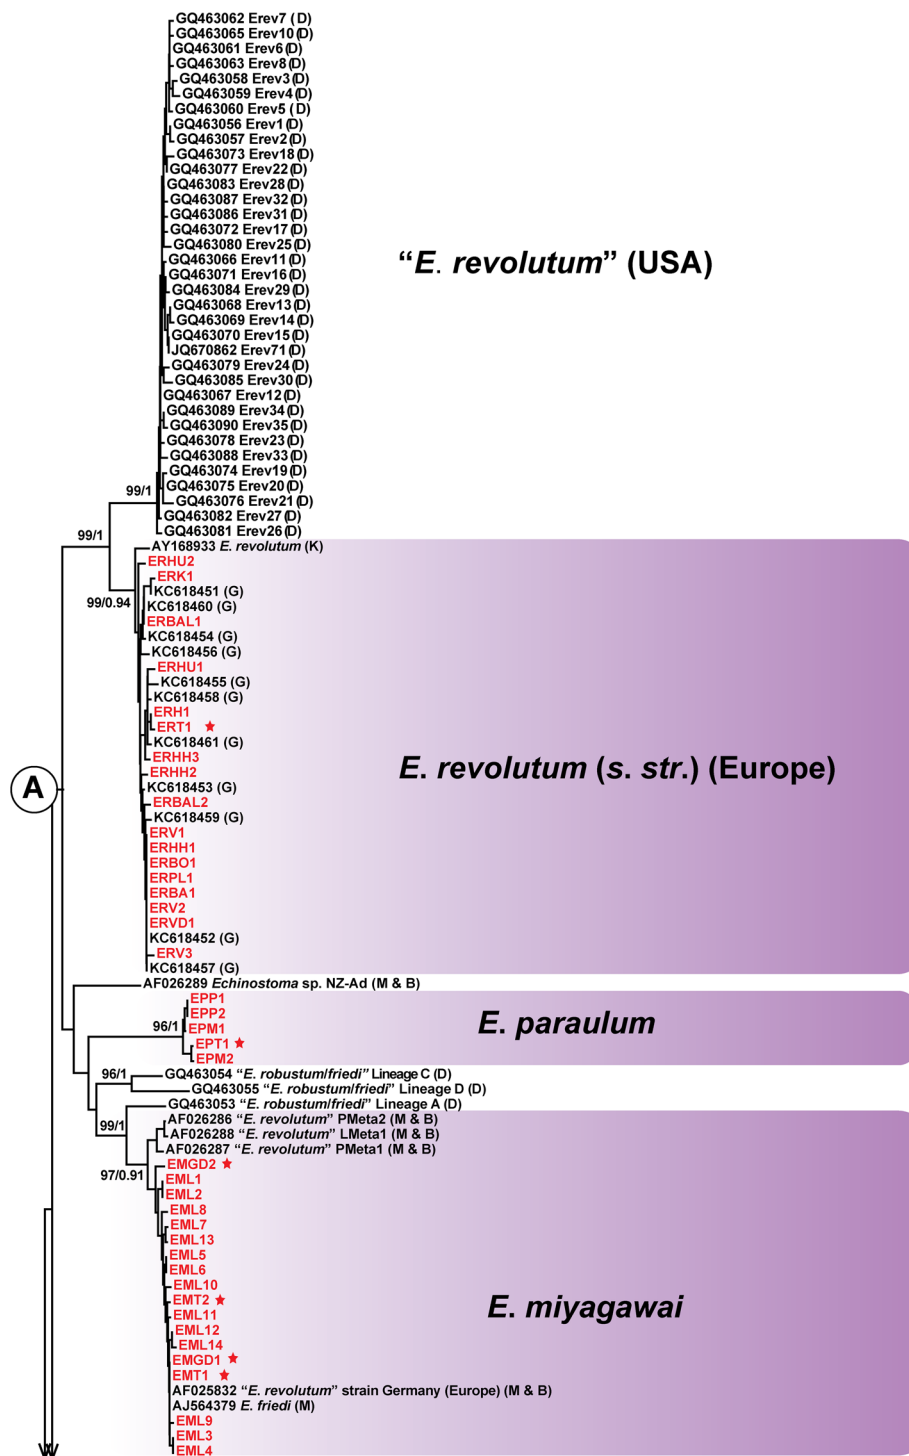 GQ463062 Erev7 (D)
GQ463065 Erev10 (D)
GQ463061 Erev6 (D)
GQ463063 Erev8 (D)
GQ463058 Erev3 (D)
GQ463059 Erev4 (D)
GQ463060 Erev5 ( D)
GQ463056 Erev1 (D)
GQ463057 Erev2 (D)
GQ463073 Erev18 (D)
GQ463077 Erev22 (D)
GQ463083 Erev28 (D)
GQ463087 Erev32 (D)
GQ463086 Erev31 (D)
GQ463072 Erev17 (D)
GQ463080 Erev25 (D)
GQ463066 Erev11 (D)
“E. revolutum” (USA)
GQ463071 Erev16 (D)
GQ463084 Erev29 (D)
GQ463068 Erev13 (D)
GQ463069 Erev14 (D)
GQ463070 Erev15 (D)
JQ670862 Erev71 (D)
GQ463079 Erev24 (D)
GQ463085 Erev30 (D)
GQ463067 Erev12 (D)
GQ463089 Erev34 (D)
GQ463090 Erev35 (D)
GQ463078 Erev23 (D)
GQ463088 Erev33 (D)
GQ463074 Erev19 (D)
GQ463075 Erev20 (D)
99/1
GQ463076 Erev21 (D)
GQ463082 Erev27 (D)
GQ463081 Erev26 (D)
99/1
AY168933 E. revolutum (K)
ERHU2
ERK1
KC618451 (G)
99/0.94
KC618460 (G)
ERBAL1
KC618454 (G)
KC618456 (G)
ERHU1
KC618455 (G)
KC618458 (G)
ERH1
ERT1 ★
KC618461 (G)
ERHH3
E. revolutum (s. str.) (Europe)
ERHH2
A
KC618453 (G)
ERBAL2
KC618459 (G)
ERV1
ERHH1
ERBO1
ERPL1
ERBA1
ERV2
ERVD1
KC618452 (G)
ERV3
KC618457 (G)
AF026289 Echinostoma sp. NZ-Ad (M & B)
EPP1
EPP2
96/1
EPM1
E. paraulum
EPT1 ★
EPM2
96/1
GQ463054 “E. robustum/friedi” Lineage C (D)
GQ463055 “E. robustum/friedi” Lineage D (D)
GQ463053 “E. robustum/friedi” Lineage A (D)
99/1
AF026286 “E. revolutum” PMeta2 (M & B)
AF026288 “E. revolutum” LMeta1 (M & B)
AF026287 “E. revolutum” PMeta1 (M & B)
97/0.91
EMGD2 ★
EML1
EML2
EML8
EML7
EML13
EML5
EML6
EML10
EMT2 ★
E. miyagawai
EML11
EML12
EML14
EMGD1 ★
EMT1 ★
AF025832 “E. revolutum” strain Germany (Europe) (M & B)
AJ564379 E. friedi (M)
EML9
EML3
EML4